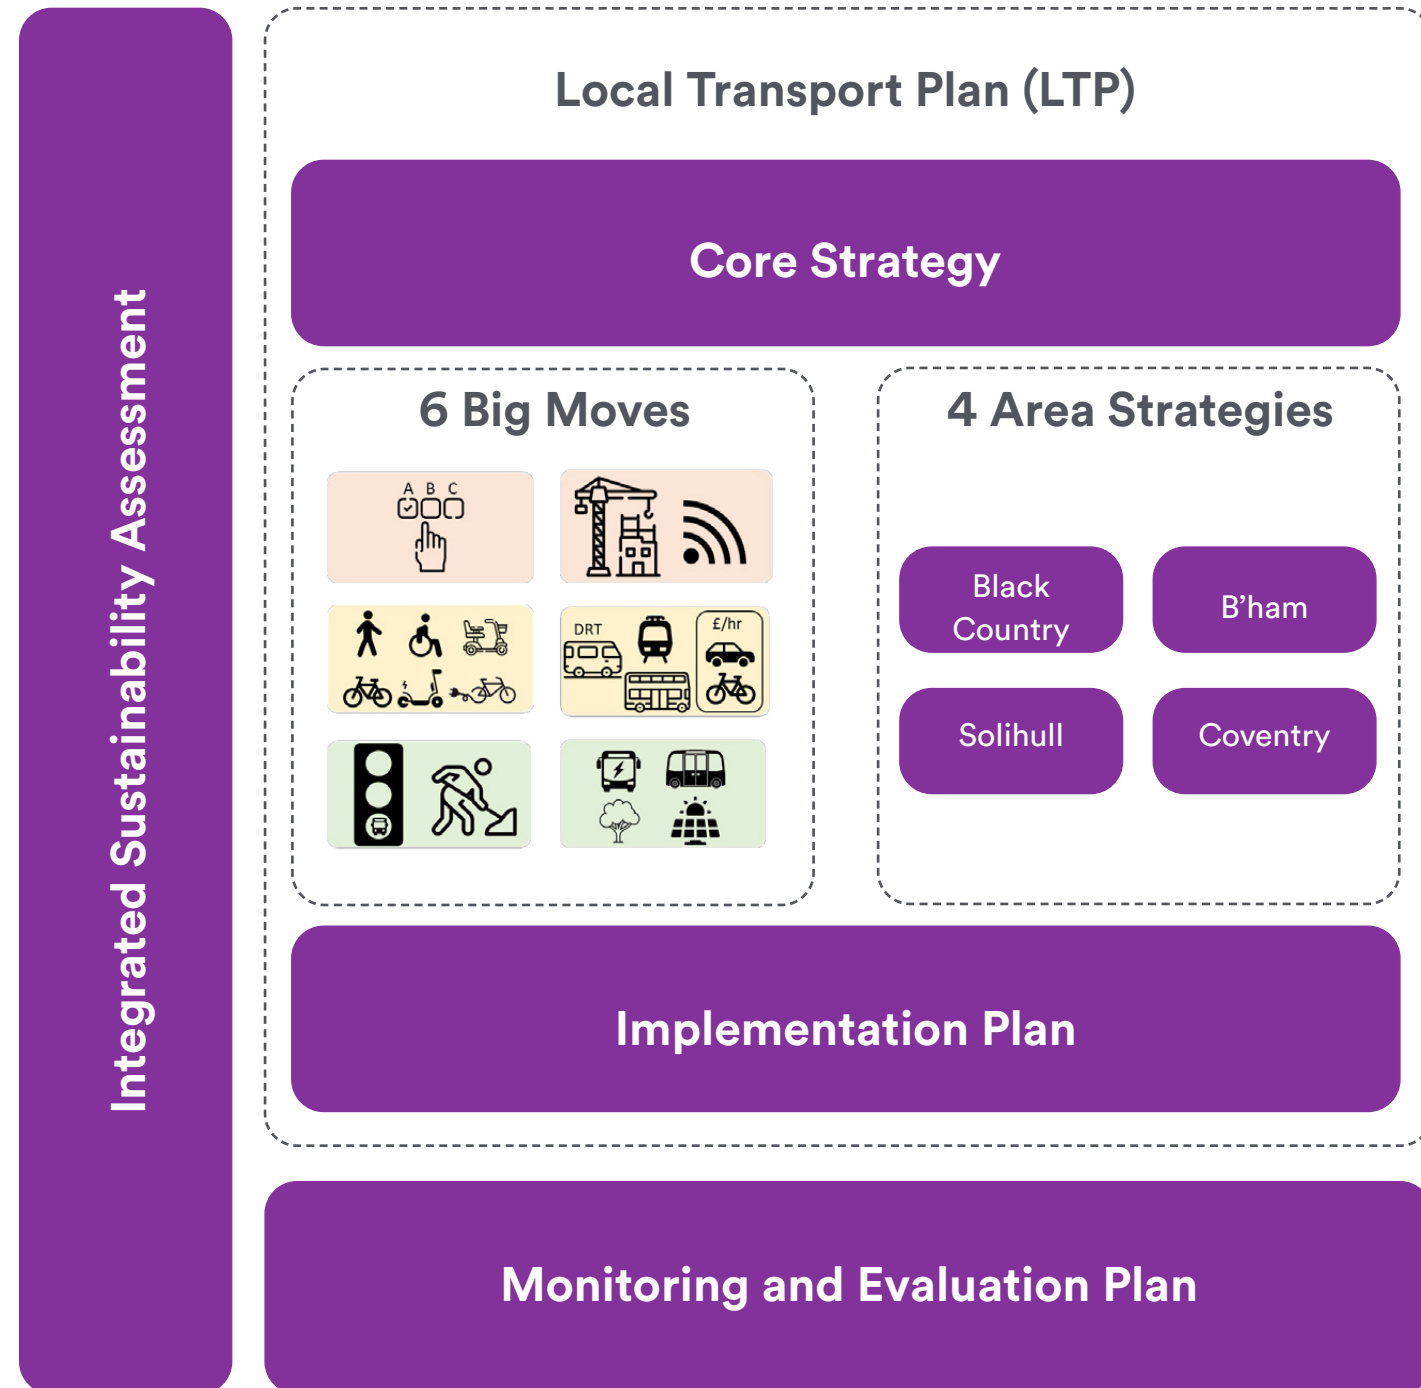 Integrated Sustainability Assessment
Local Transport Plan (LTP)
Core Strategy
6 Big Moves
A B C
DRT
£/hr
4 Area Strategies
Black
Country
B’ham
Solihull
Coventry
Implementation Plan
Monitoring and Evaluation Plan